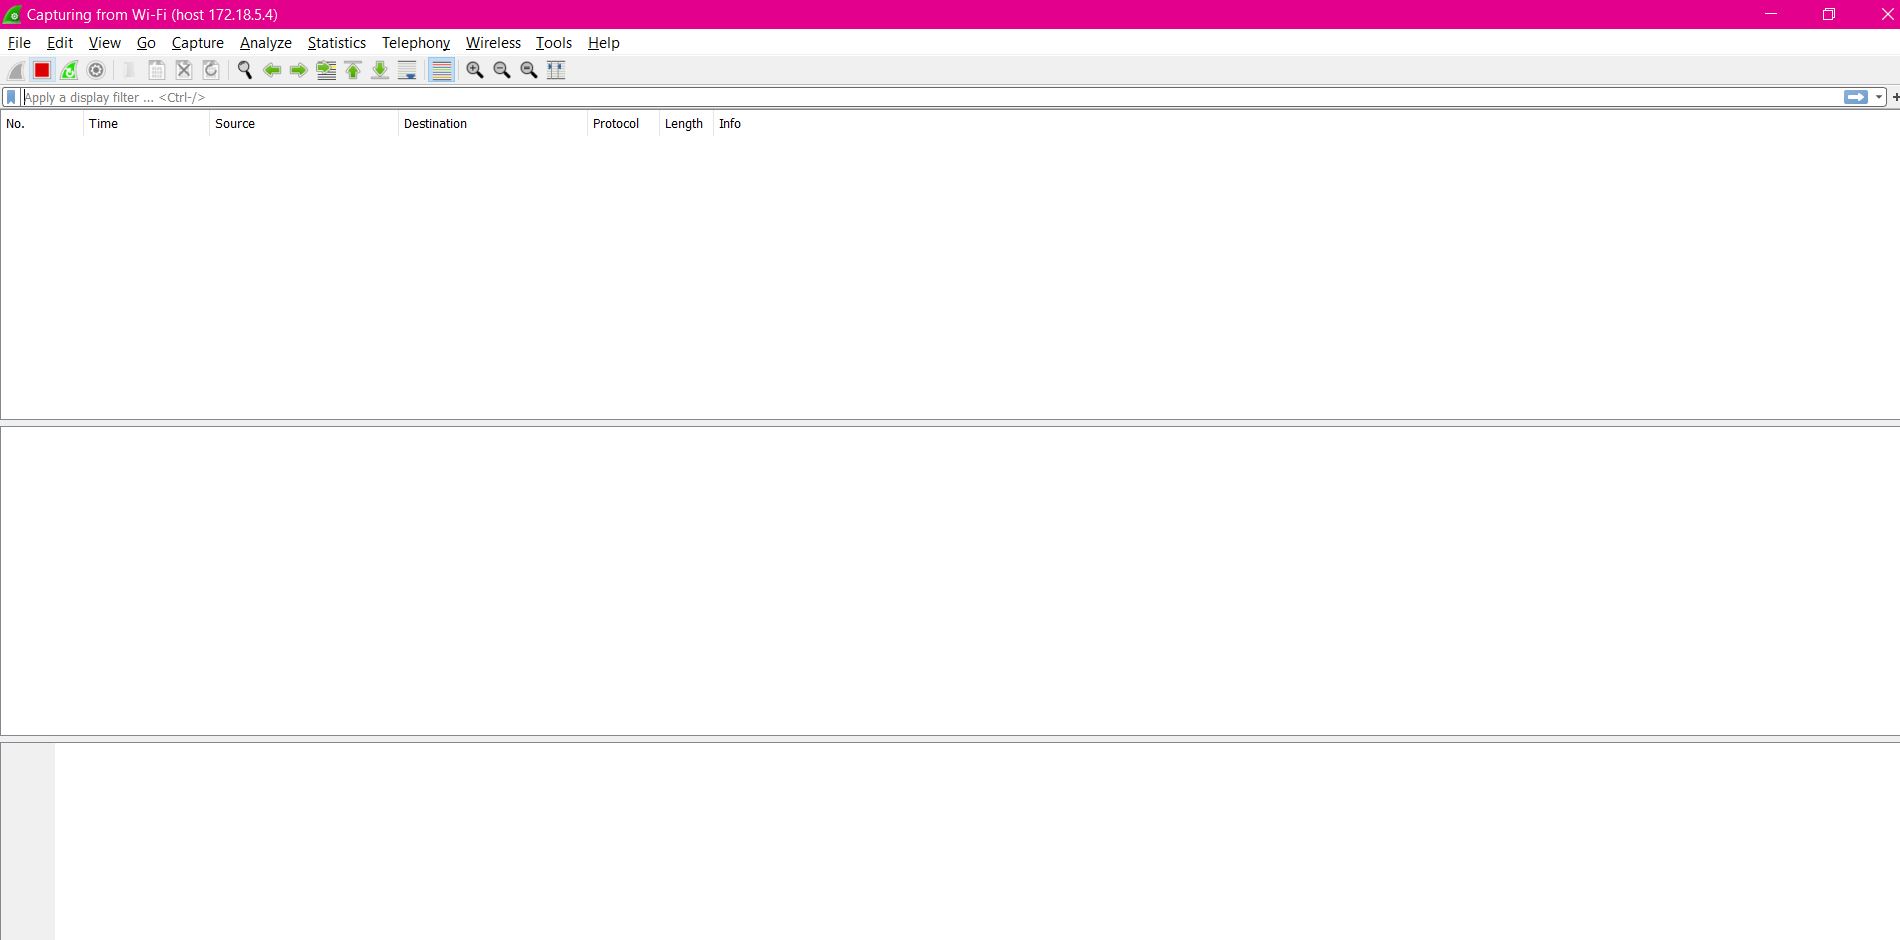 Capturing from Wi-Fi (host 172.18.5.4)
File Edit View Go Capture Analyze Statistics Telephony Wireless Tools Help
Apply a display filter ... <Ctrl-/>
No. Time Source Destination Protocol Length Info